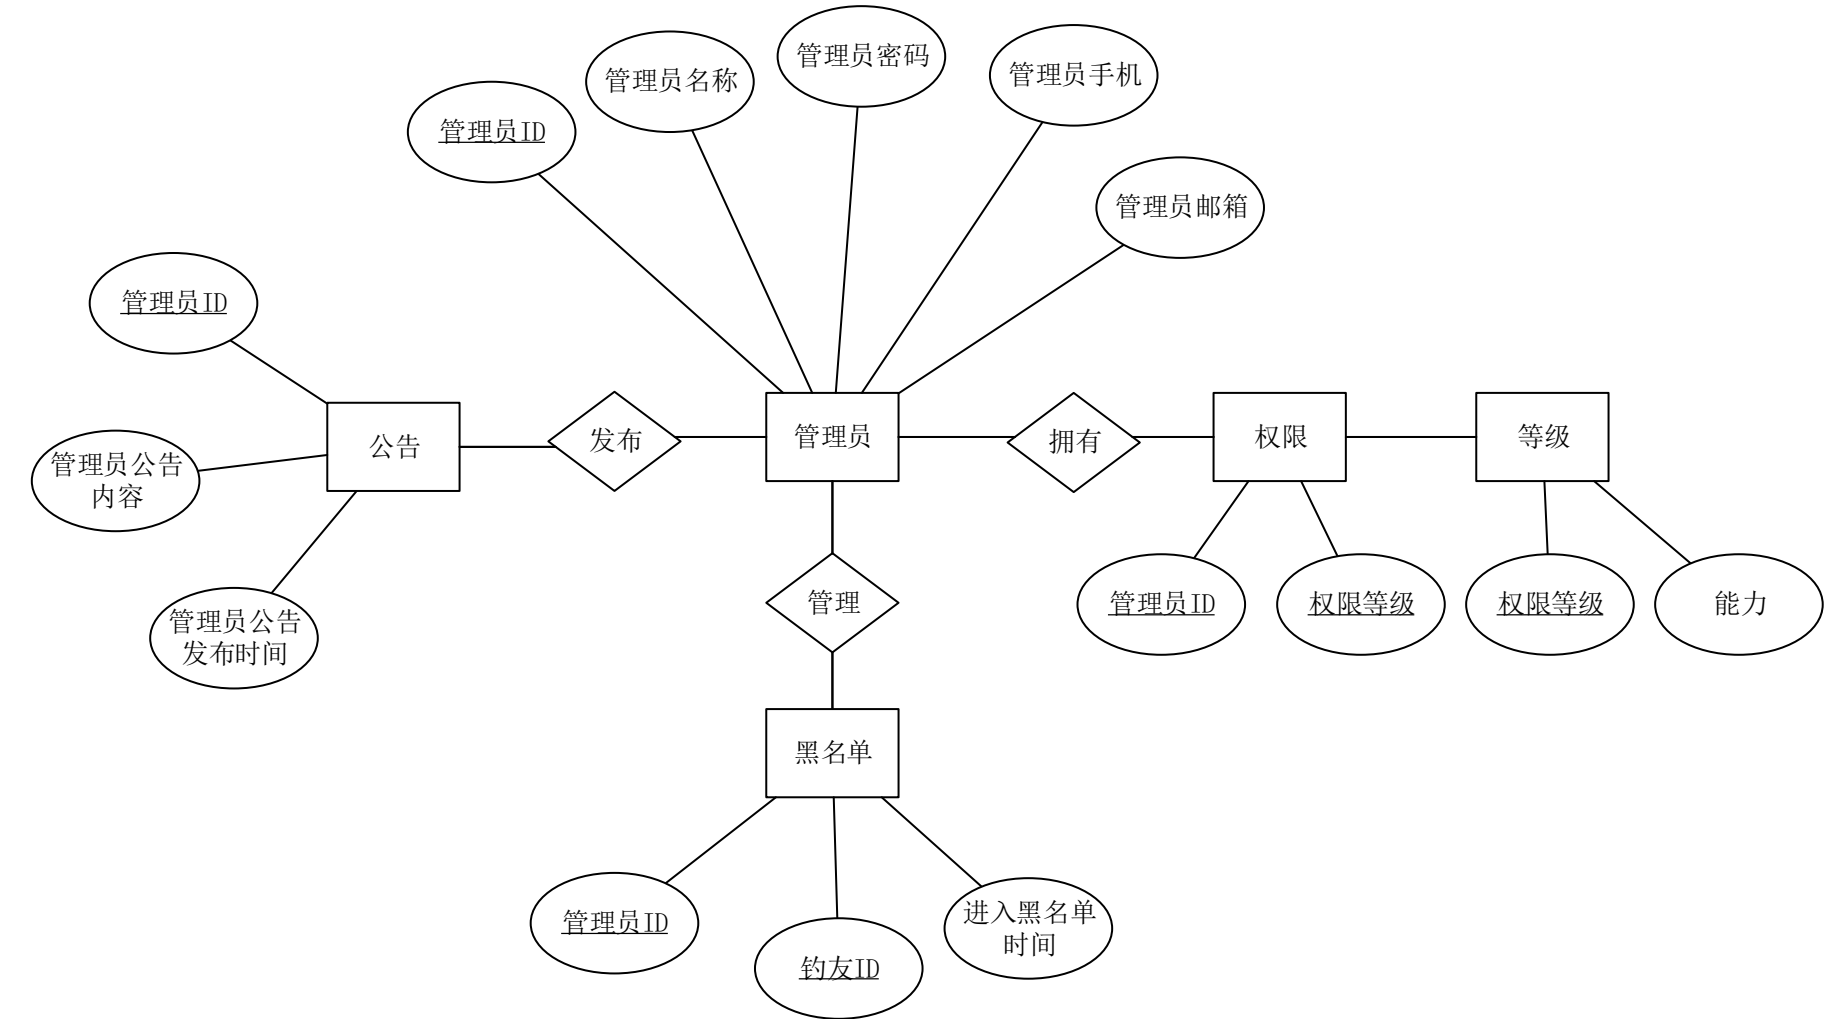 管理员密码
管理员手机
管理员名称
管理员ID
管理员邮箱
管理员ID
公告
发布
管理员
拥有
权限
等级
管理员公告
内容
管理员公告
发布时间
管理
管理员ID
权限等级
权限等级
能力
黑名单
管理员ID
钓友ID
进入黑名单
时间